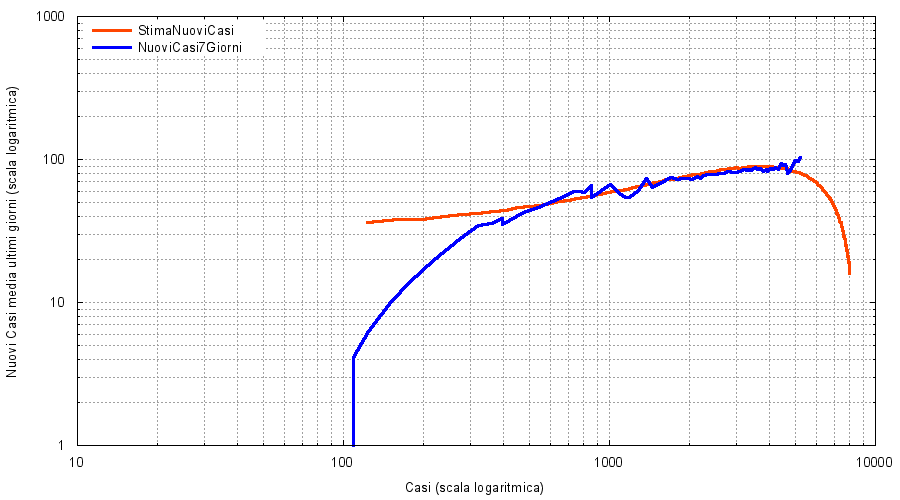 1000
StimaNuoviCasi
NuoviCasi7Giorni
100
10
1
10
100
1000
10000
Nuovi Casi media ultimi giorni (scala logaritmica)
Casi (scala logaritmica)